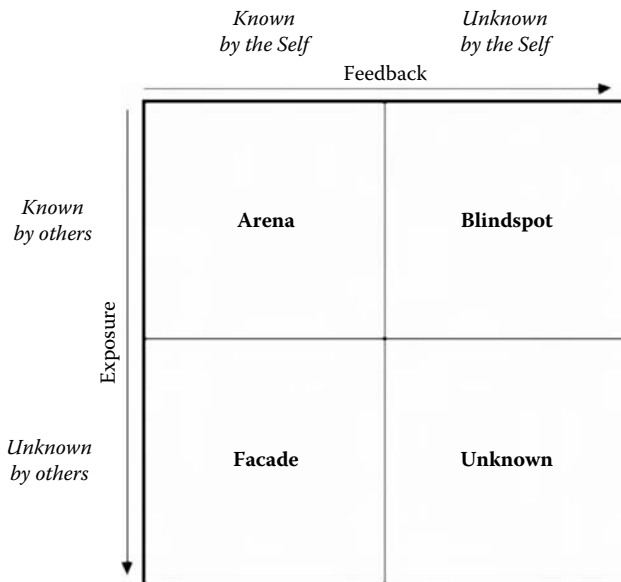 Known
by the Self
Unknown
by the Self
Feedback
Known
by others
Arena
Blindspot
Exposure
Unknown
by others
Facade
Unknown